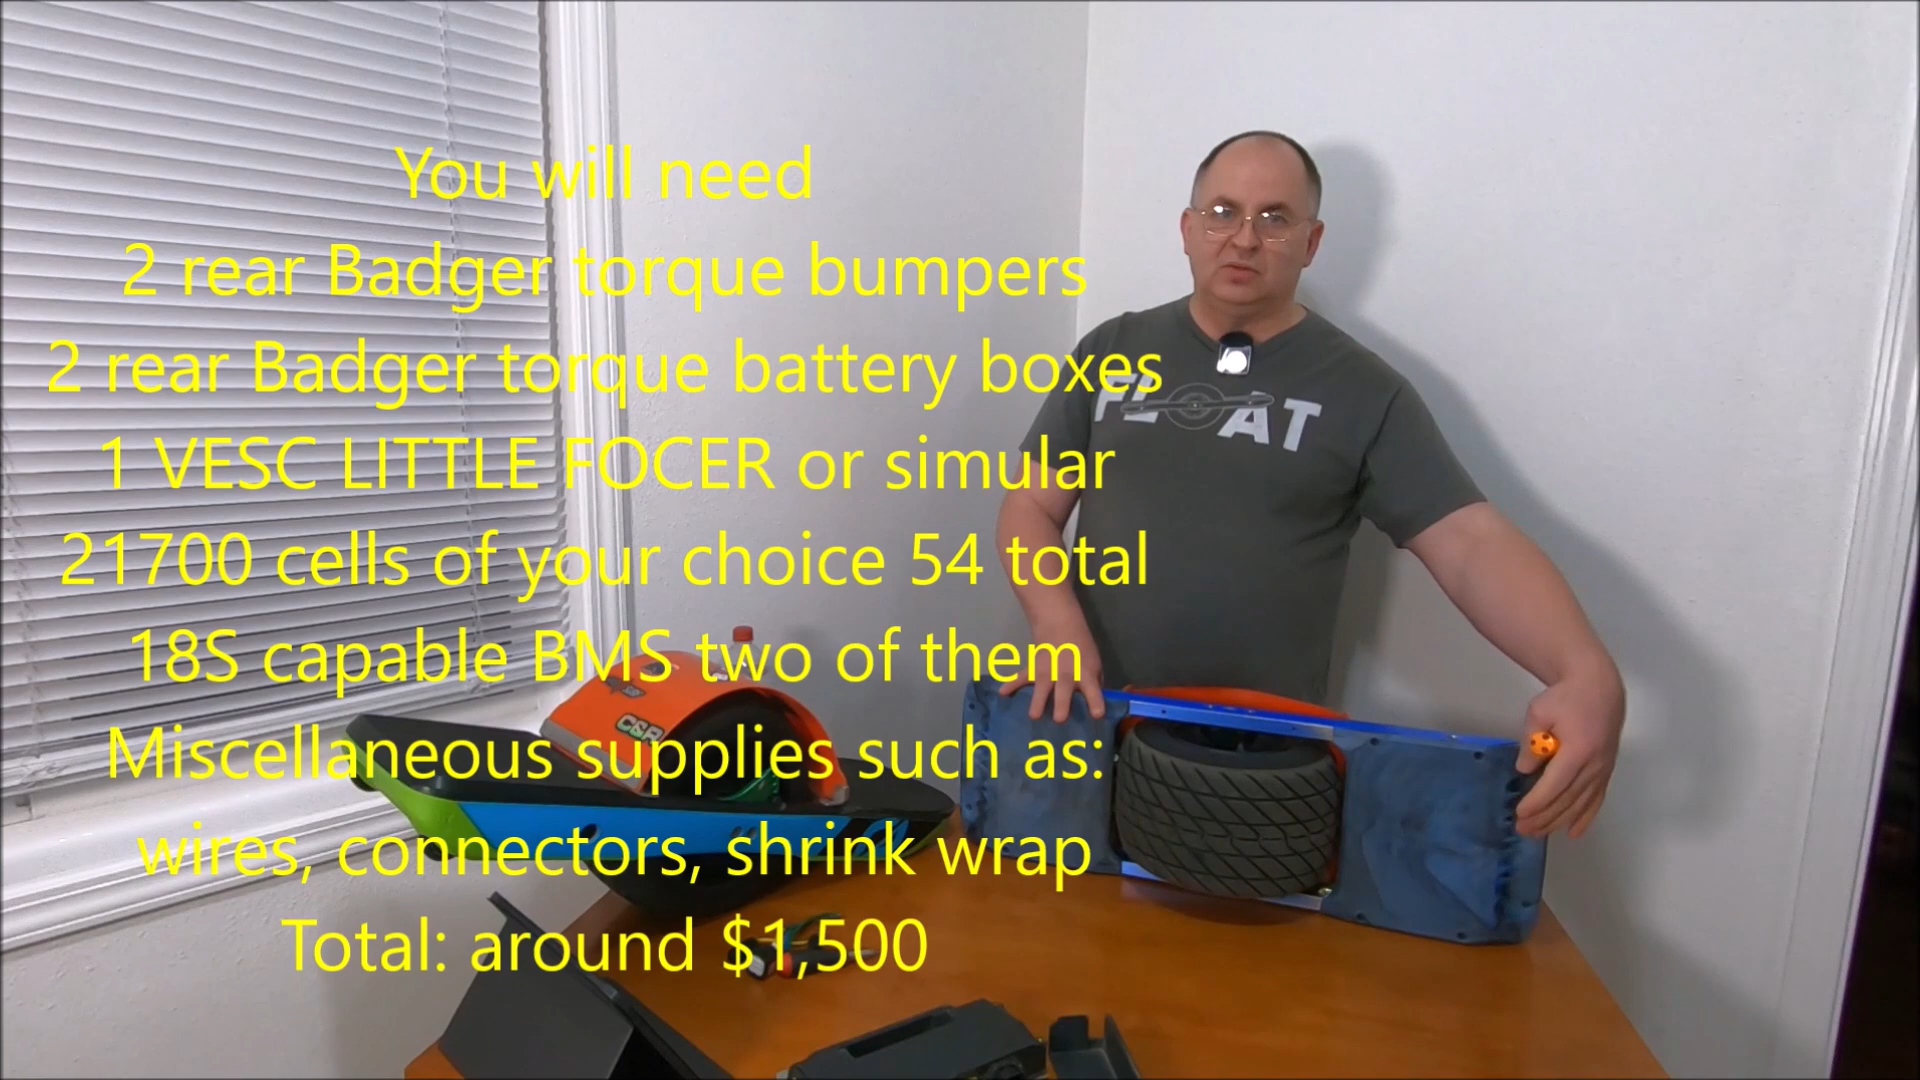 You will need
2 rear Badger torque bumpers
2 rear Badger torque battery boxes
1 VESC LITTLE FOCER or simular
21700 cells of your choice 54 total
18S capable BMS two of them
Miscellaneous supplies such as:
wires, connectors, shrink wrap
Total: around $1,500
FLOAT
C&R